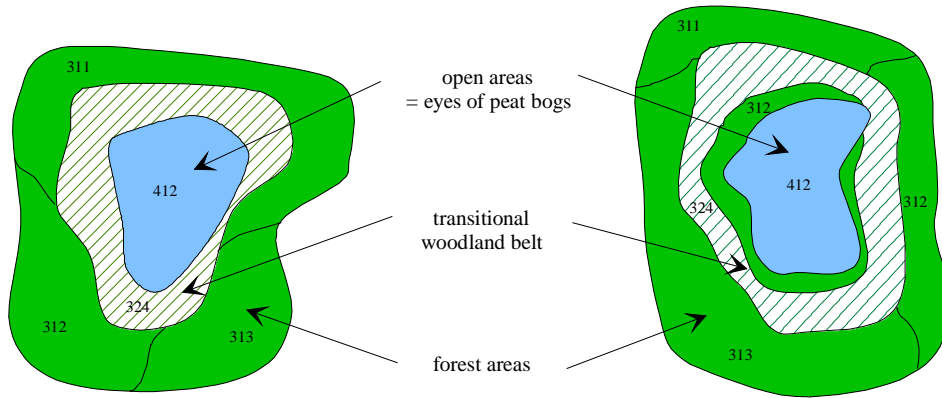 311
412
324
312
313
open areas
= eyes of peat bogs
transitional
woodland belt
forest areas
311
312
412
324
312
313